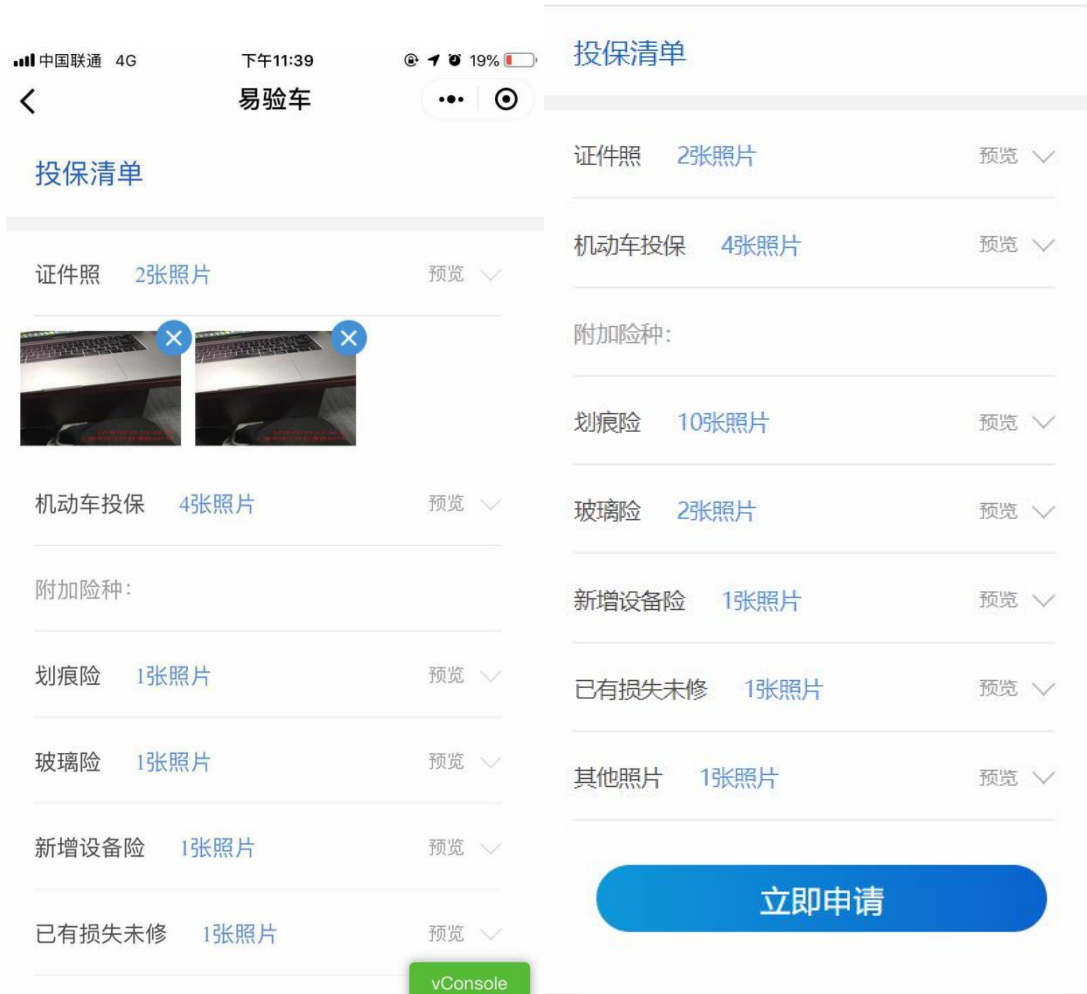 中国联通 4G 下午11:39 19%
易验车
投保清单
证件照 2张照片 预览
机动车投保 4张照片 预览
附加险种:
划痕险 1张照片 预览
玻璃险 1张照片 预览
新增设备险 1张照片 预览
已有损失未修 1张照片 预览
vConsole
投保清单
证件照 2张照片 预览
机动车投保 4张照片 预览
附加险种:
划痕险 10张照片 预览
玻璃险 2张照片 预览
新增设备险 1张照片 预览
已有损失未修 1张照片 预览
其他照片 1张照片 预览
立即申请